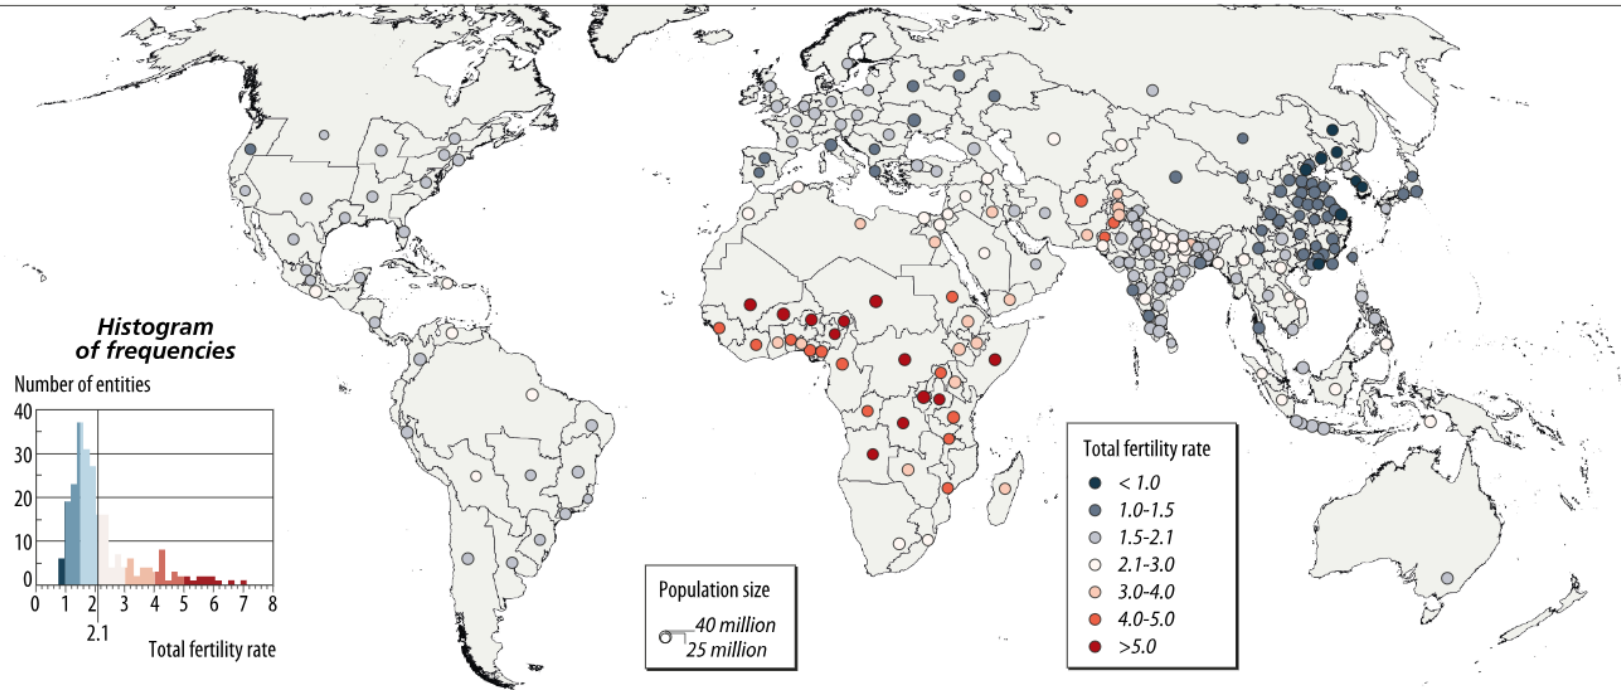 Histogram
of frequencies
Number of entities
40
30
20
10
0
0 1 2 3 4 5 6 7 8
2.1
Total fertility rate
Population size
40 million
25 million
Total fertility rate
< 1.0
1.0-1.5
1.5-2.1
2.1-3.0
3.0-4.0
4.0-5.0
>5.0